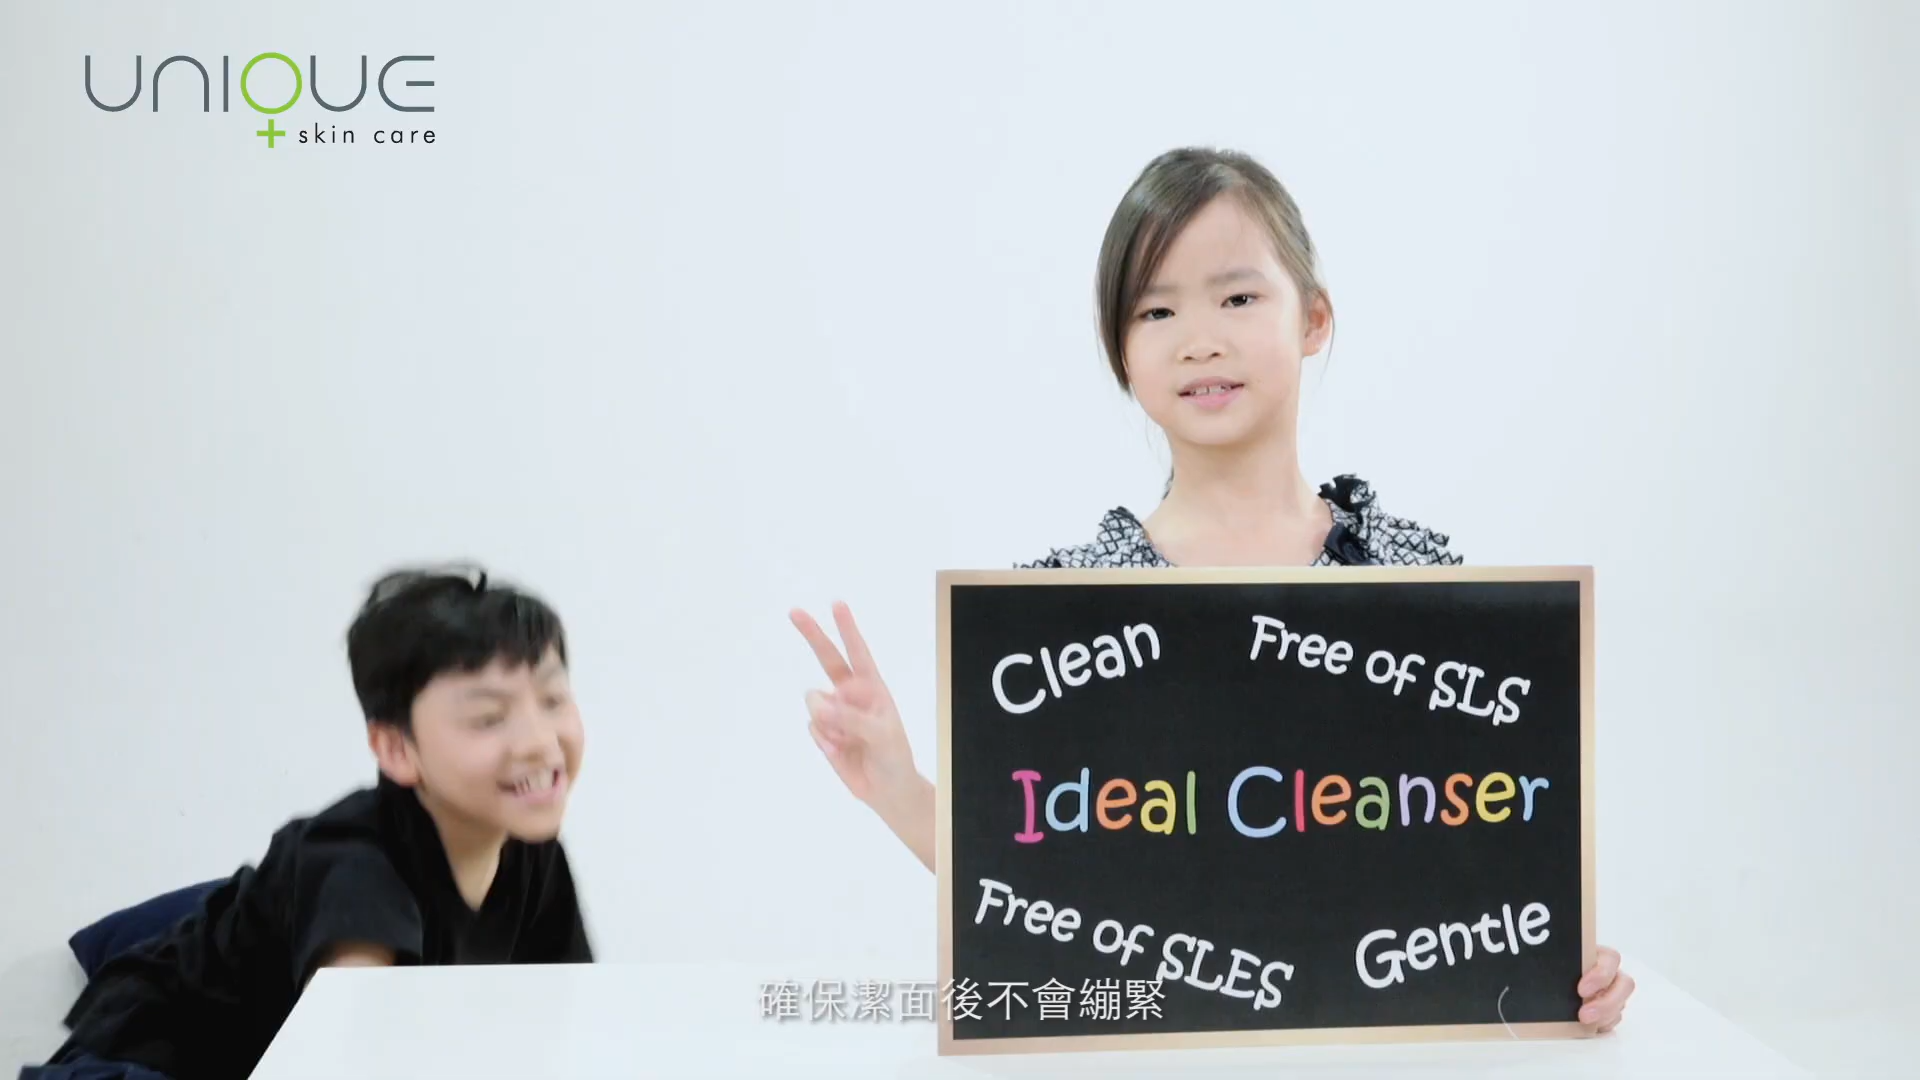 UNIQUE
+ skin care
Clean
Free of SLS
Ideal Cleanser
Free of SLES
Gentle
確保潔面後不會繃緊